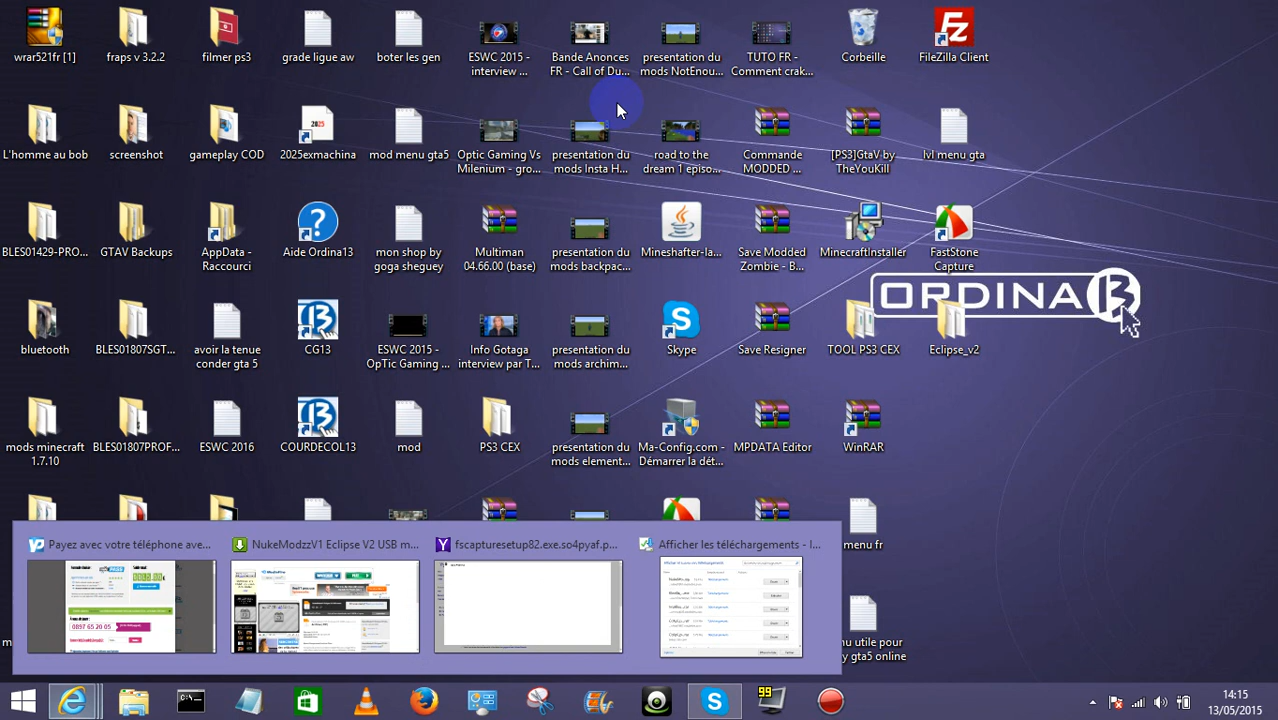 wrar521fr [1]
fraps v 3.2.2
filmer ps3
grade ligue aw
boter les gen
ESWC 2015 -
interview ...
Bande Anonces
FR - Call of Du...
presentation du
mods NotEnou...
TUTO FR -
Comment crak...
Corbeille
FileZilla Client
L'homme au bob
screenshot
gameplay COD
2025
2025exmachina
mod menu gta5
Optic Gaming Vs
Milenium - gro...
presentation du
mods Insta H...
road to the
dream 1 episo...
Commande
MODDED ...
[PS3]GtaV by
TheYouKill
lvl menu gta
BLES01429-PRO...
GTAV Backups
AppData -
Raccourci
Aide Ordina13
mon shop by
goga sheguey
Multiman
04.66.00 (base)
presentation du
mods backpac...
Mineshafter-la...
Save Modded
Zombie - B...
MinecraftInstaller
FastStone
Capture
ORDINA13
bluetooth
BLES01807SGT...
avoir la tenue
conder gta 5
CG13
ESWC 2015 -
OpTic Gaming ...
Info Gotaga
interview par T...
presentation du
mods archim...
Skype
Save Resigner
TOOL PS3 CEX
Eclipse_v2
mods minecraft
1.7.10
BLES01807PROF...
ESWC 2016
COURDECOL13
mod
PS3 CEX
presentation du
mods element...
Ma-Config.com -
Démarrer la dét...
MPDATA Editor
WinRAR
menu fr
Payez avec votre téléphone ave...
NukeModzzV1 Eclipse V2 USB m...
fscapturesetup82.exe.so4pyaf.p...
Afficher les téléchargements - I...
0897 65 20 05
nu utile pour
y gta5 online
99
14:15
13/05/2015